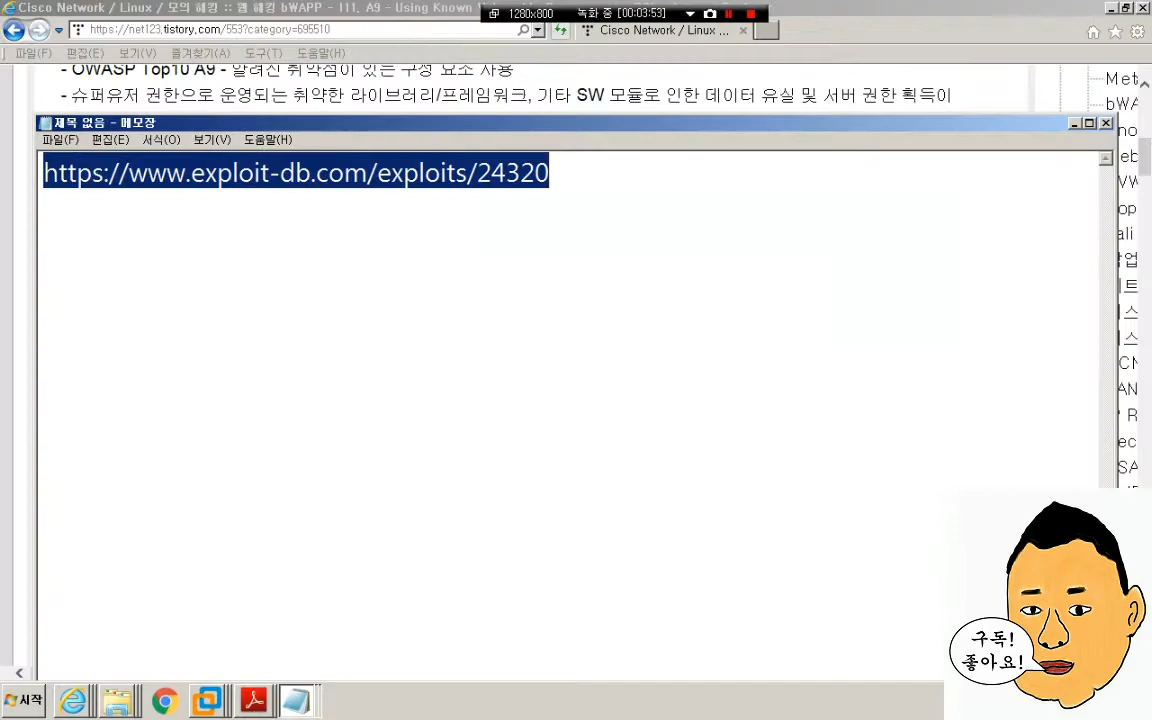 Cisco Network / Linux / 모의 해킹 :: 웹 해킹 bWAPP - 111. A9 - Using Known
1280x800 녹화 중 [00:03:53]
https://net123.tistory.com/553?category=695510
Cisco Network / Linux ...
파일(F) 편집(E) 보기(V) 즐겨찾기(A) 도구(T) 도움말(H)
- OWASP Top10 A9 - 알려진 취약점이 있는 구성 요소 사용
- 슈퍼유저 권한으로 운영되는 취약한 라이브러리/프레임워크, 기타 SW 모듈로 인한 데이터 유실 및 서버 권한 획득이
Met
bWA
제목 없음 - 메모장
파일(F) 편집(E) 서식(O) 보기(V) 도움말(H)
https://www.exploit-db.com/exploits/24320
구독!
좋아요!
시작